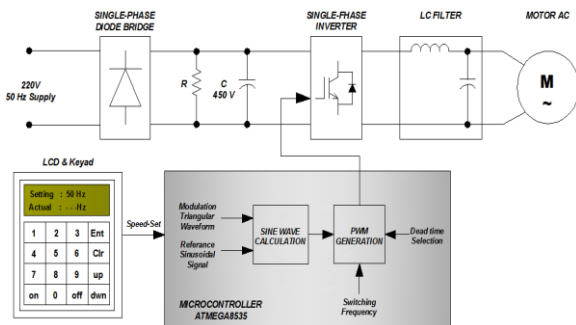 SINGLE-PHASE
DIODE BRIDGE
SINGLE-FHASE
INVERTER
LC FILTER
MOTOR AC
220V
50 Hz Supply
R
C
450 V
M
~
LCD & Keyad
Setting : 50 Hz
Actual : ---Hz
1 2 3 Ent
4 5 6 Clr
7 8 9 up
on 0 off dwn
Speed-Set
Modulation
Triangular
Waveform
Referance
Sinusoidal
Signal
SINE WAVE
CALCULATION
PWM
GENERATION
Dead time
Selection
Switching
Frequency
MICROCONTROLLER
ATMEGA8535